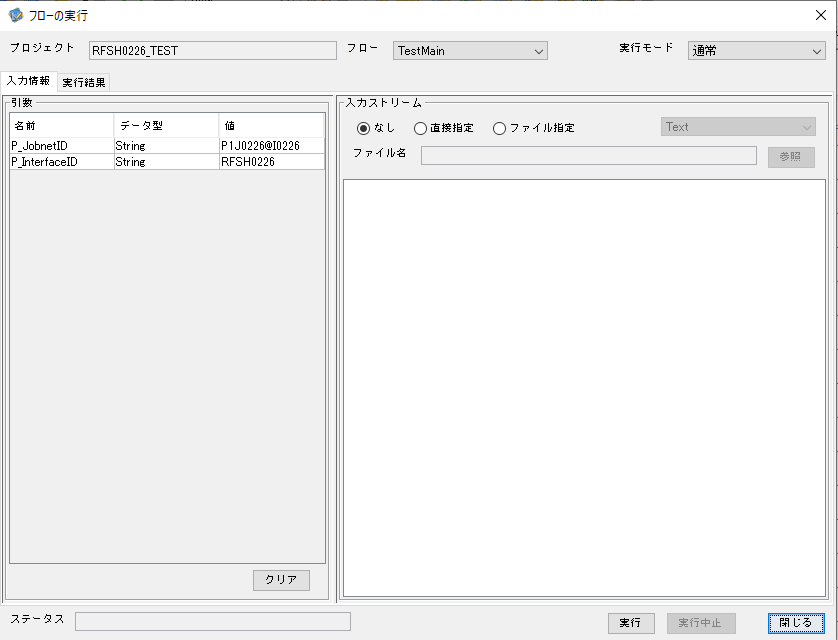 フローの実行
プロジェクト RFSH0226_TEST フロー TestMain 実行モード 通常
入力情報 実行結果
引数
名前 データ型 値
P_JobnetID String P1J0226@I0226
P_InterfaceID String RFSH0226
クリア
入力ストリーム
なし 直接指定 ファイル指定 Text
ファイル名 参照
ステータス 実行 実行中止 閉じる